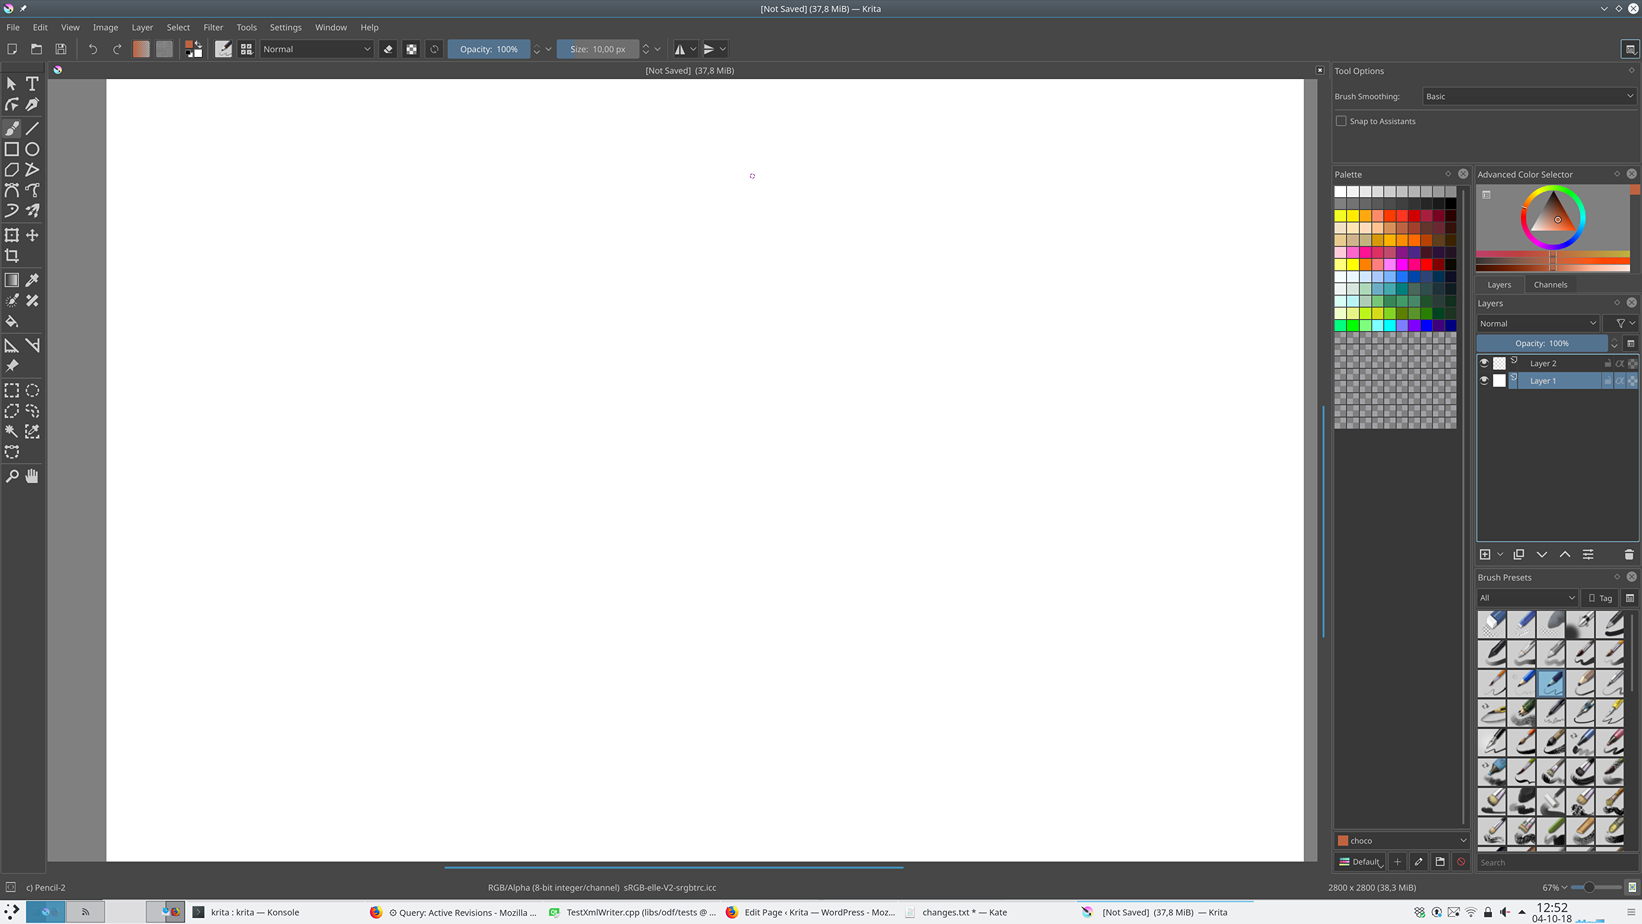 [Not Saved] (37,8 MiB) — Krita
File Edit View Image Layer Select Filter Tools Settings Window Help
Normal
Opacity: 100%
Size: 10,00 px
[Not Saved] (37,8 MiB)
Tool Options
Brush Smoothing:
Basic
Snap to Assistants
Palette
Advanced Color Selector
Layers
Channels
Layers
Normal
Opacity: 100%
Layer 2
Layer 1
Brush Presets
All
Tag
choco
Default
Search
c) Pencil-2
RGB/Alpha (8-bit integer/channel) sRGB-elle-V2-srgbtrc.icc
2800 x 2800 (38,3 MiB)
67%
krita : krita — Konsole
Query: Active Revisions - Mozilla ...
TestXmlWriter.cpp (libs/odf/tests @ ...
Edit Page ‹ Krita — WordPress - Moz...
changes.txt * — Kate
[Not Saved] (37,8 MiB) — Krita
12:52
04-10-18